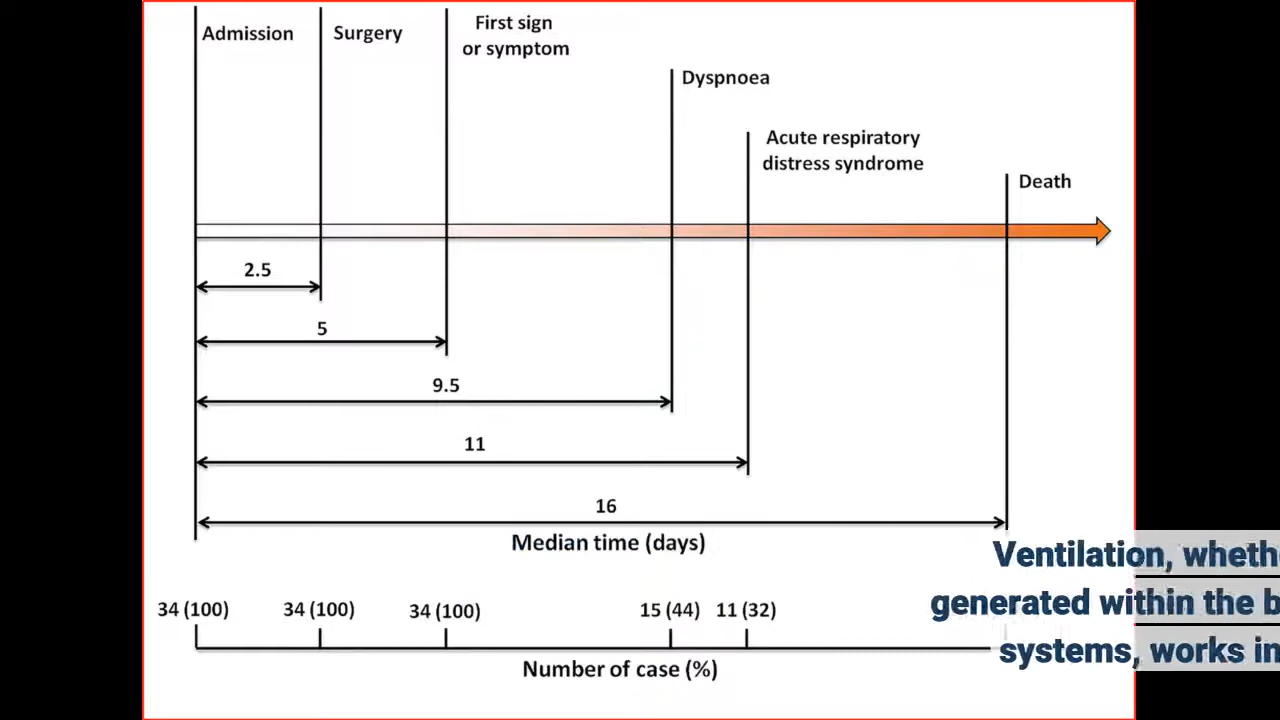 Admission
Surgery
First sign
or symptom
Dyspnoea
Acute respiratory
distress syndrome
Death
2.5
5
9.5
11
16
Median time (days)
Ventilation,
generated within the
systems, works in
34 (100)
34 (100)
34 (100)
15 (44)
11 (32)
Number of case (%)